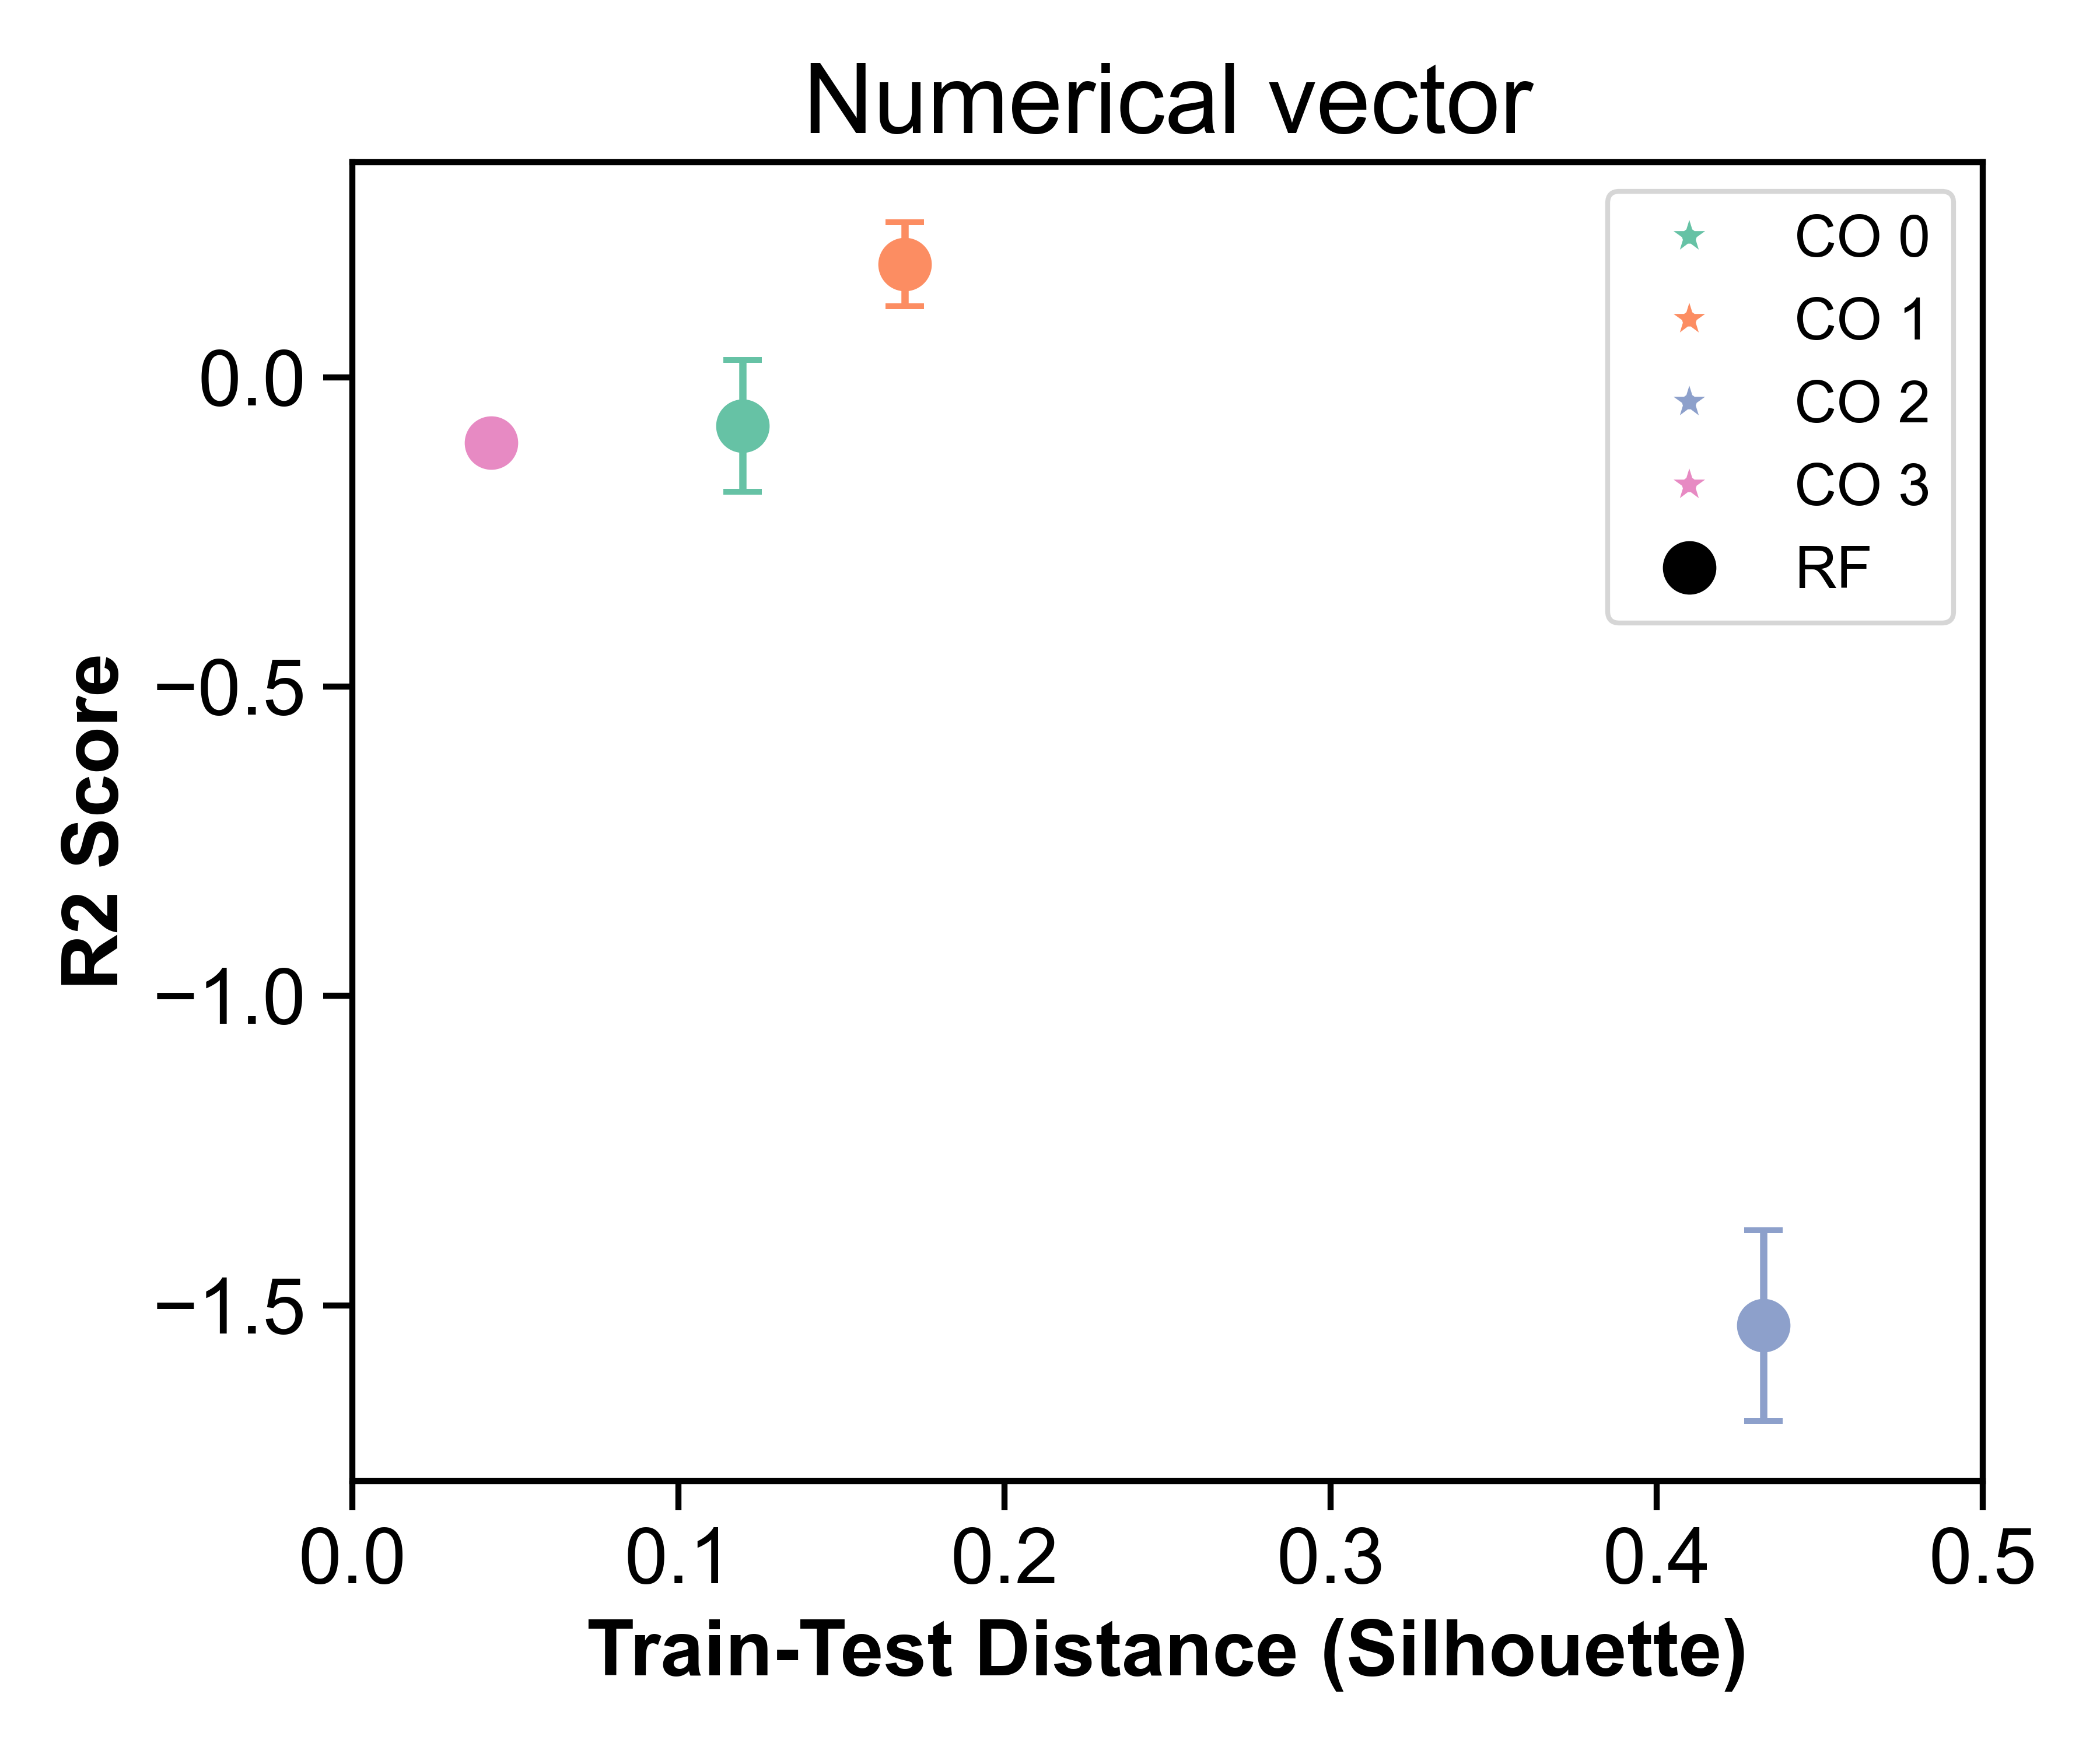 Numerical vector
CO 0
CO 1
CO 2
CO 3
RF
0.0
−0.5
−1.0
−1.5
R2 Score
0.0 0.1 0.2 0.3 0.4 0.5
Train-Test Distance (Silhouette)